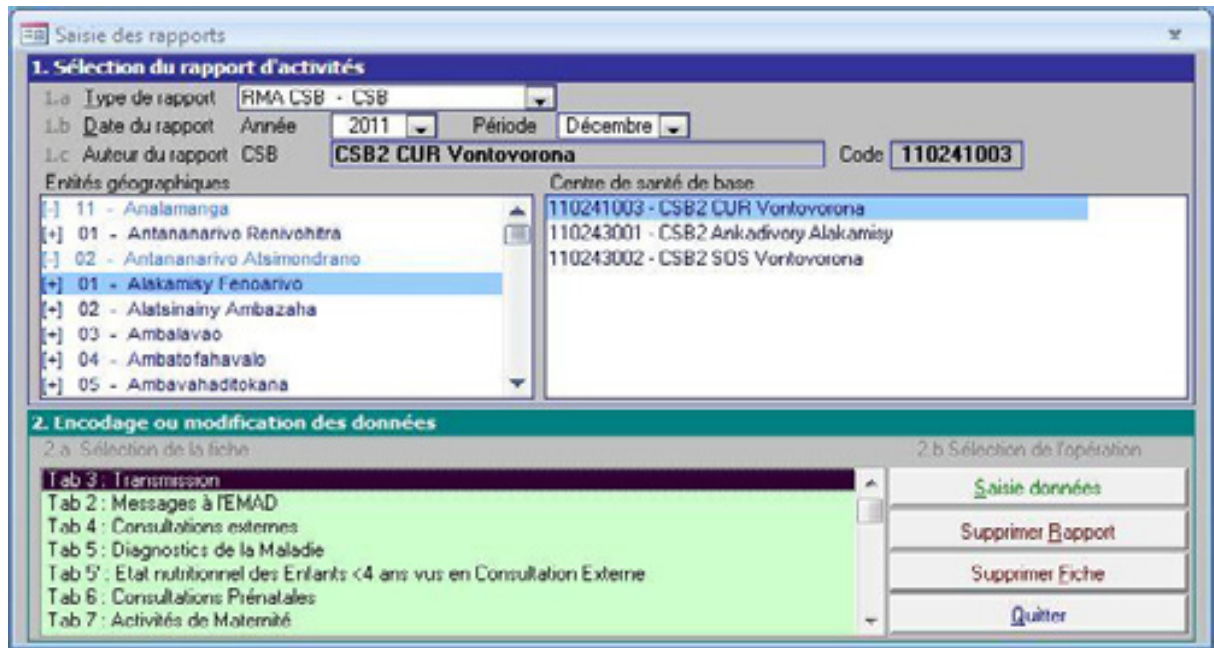 Saisie des rapports
1. Sélection du rapport d'activités
1.a Type de rapport RMA CSB - CSB
1.b Date du rapport Année 2011 Période Décembre
1.c Auteur du rapport CSB CSB2 CUR Vontovorona Code 110241003
Entités géographiques
[-] 11 - Analamanga
[+] 01 - Antananarivo Renivohitra
[-] 02 - Antananarivo Atsimondrano
[+] 01 - Alakamisy Fenoarivo
[+] 02 - Alatsinainy Ambazaha
[+] 03 - Ambalavao
[+] 04 - Ambatofahavalo
[+] 05 - Ambavahaditokana
Centre de santé de base
110241003 - CSB2 CUR Vontovorona
110243001 - CSB2 Ankadivory Alakamisy
110243002 - CSB2 SOS Vontovorona
2. Encodage ou modification des données
2.a Sélection de la fiche
Tab 3 : Transmission
Tab 2 : Messages à l'EMAD
Tab 4 : Consultations externes
Tab 5 : Diagnostics de la Maladie
Tab 5' : Etat nutritionnel des Enfants <4 ans vus en Consultation Externe
Tab 6 : Consultations Prénatales
Tab 7 : Activités de Maternité
2.b Sélection de l'opération
Saisie données
Supprimer Rapport
Supprimer Fiche
Quitter